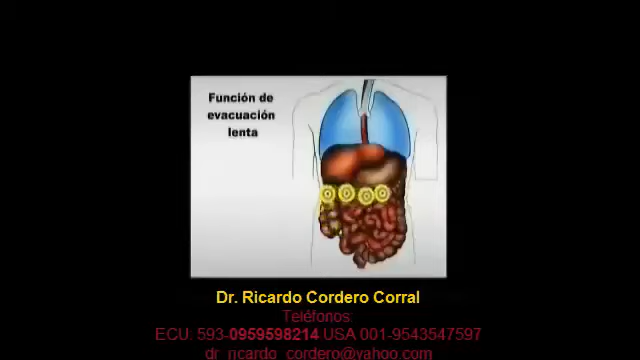 Función de
evacuación
lenta
Dr. Ricardo Cordero Corral
Teléfonos:
ECU. 593-0959598214 USA 001-9543547597
dr_ricardo_cordero@yahoo.com